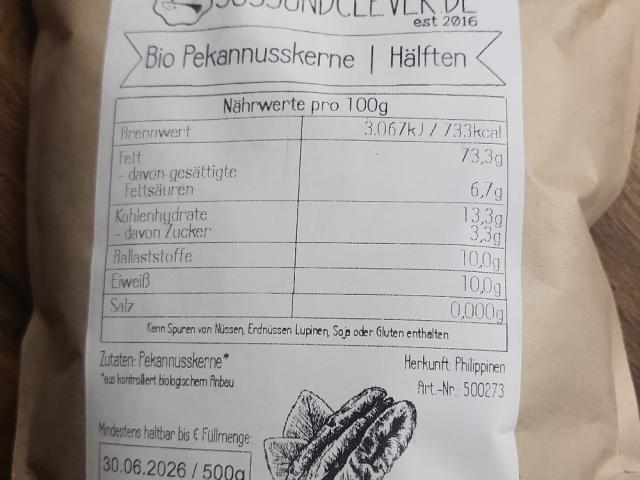 SÜSSUNDCLEVER.DE
est 2016
Bio Pekannusskerne | Hälften
Nährwerte pro 100g
Brennwert 3.067kJ / 733kcal
Fett 73,3g
- davon gesättigte
Fettsäuren 6,7g
Kohlenhydrate 13,3g
- davon Zucker 3,3g
Ballaststoffe 10,0g
Eiweiß 10,0g
Salz 0,000g
Kann Spuren von Nüssen, Erdnüssen Lupinen, Soja oder Gluten enthalten
Zutaten: Pekannusskerne* Herkunft: Philippinen
*aus kontrolliert biologischem Anbau Art.-Nr.: 500273
Mindestens haltbar bis & Füllmenge:
30.06.2026 / 500g